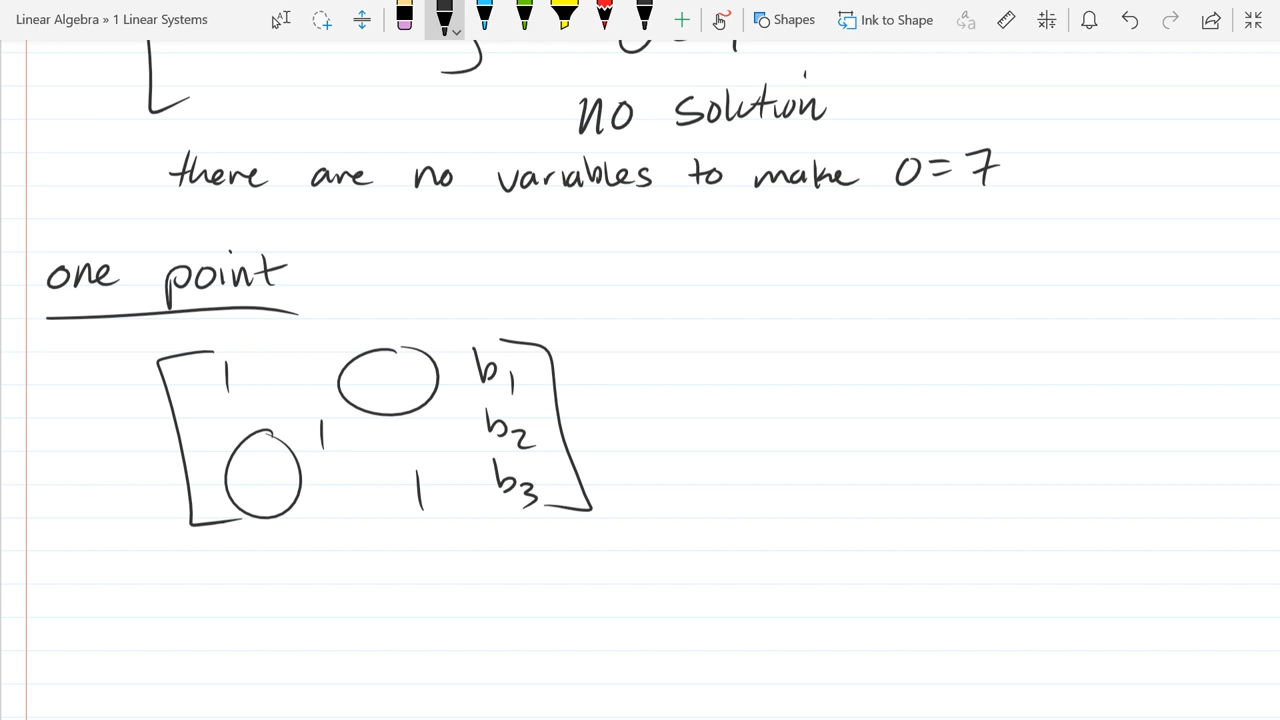 Linear Algebra » 1 Linear Systems
Shapes
Ink to Shape
no solution
there are no variables to make 0=7
one point
1 0 b1
1 b2
0 1 b3